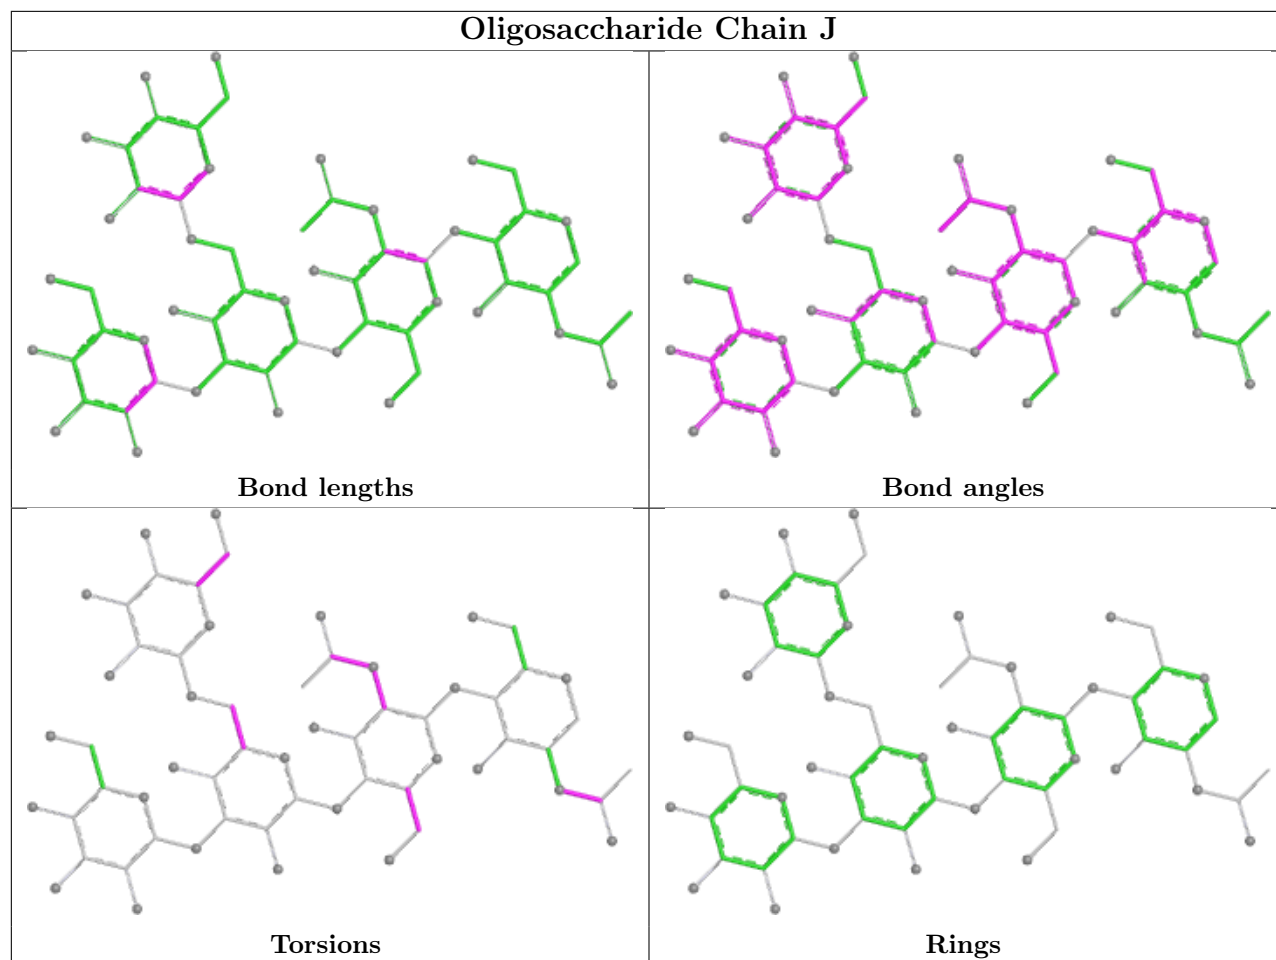 Oligosaccharide Chain J
Bond lengths
Bond angles
Torsions
Rings